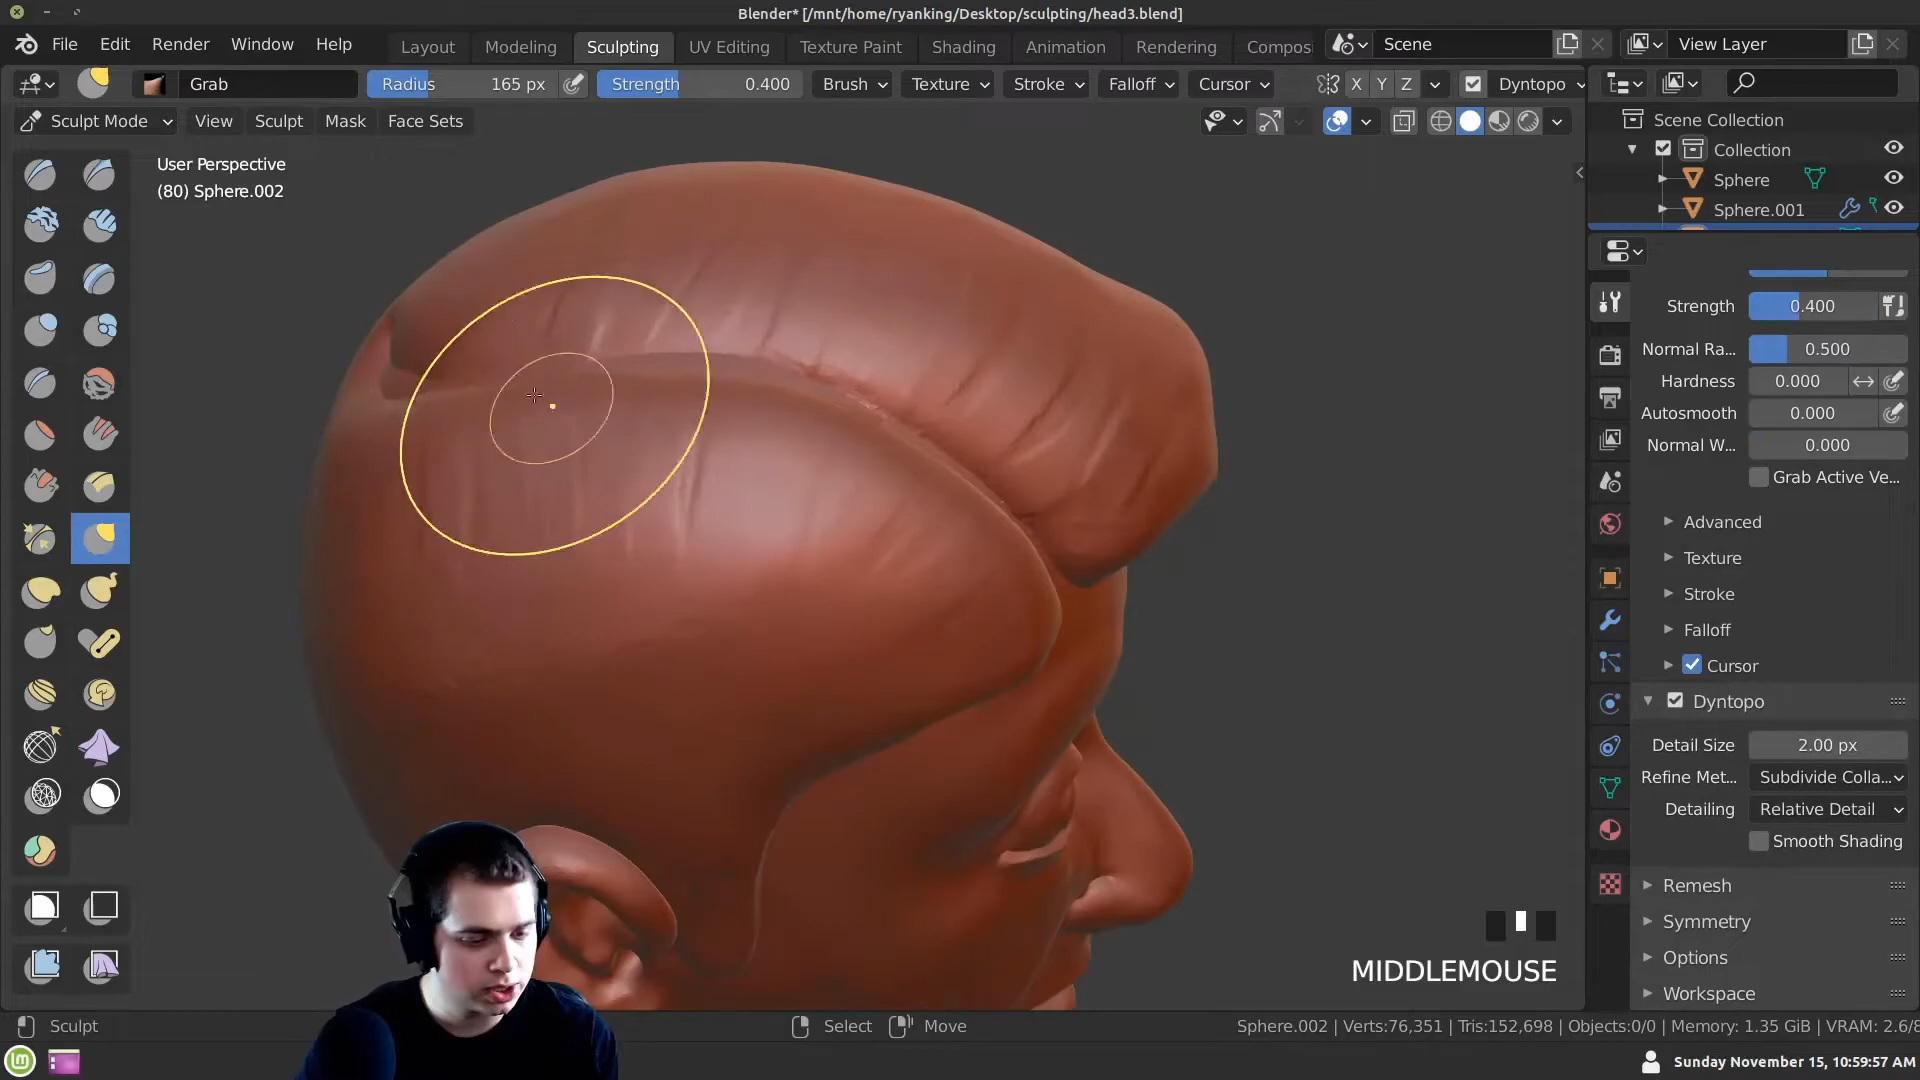 Blender* [/mnt/home/ryanking/Desktop/sculpting/head3.blend]
File Edit Render Window Help
Layout Modeling Sculpting UV Editing Texture Paint Shading Animation Rendering Compos
Scene
View Layer
Grab
Radius 165 px
Strength 0.400
Brush Texture Stroke Falloff Cursor
X Y Z
Dyntopo
Sculpt Mode View Sculpt Mask Face Sets
User Perspective
(80) Sphere.002
Scene Collection
Collection
Sphere
Sphere.001
Strength 0.400
Normal Ra... 0.500
Hardness 0.000
Autosmooth 0.000
Normal W... 0.000
Grab Active Ve...
Advanced
Texture
Stroke
Falloff
Cursor
Dyntopo
Detail Size 2.00 px
Refine Met... Subdivide Colla...
Detailing Relative Detail
Smooth Shading
Remesh
Symmetry
Options
Workspace
MIDDLEMOUSE
Sculpt
Select
Move
Sphere.002 | Verts:76,351 | Tris:152,698 | Objects:0/0 | Memory: 1.35 GiB | VRAM: 2.6/8
Sunday November 15, 10:59:57 AM